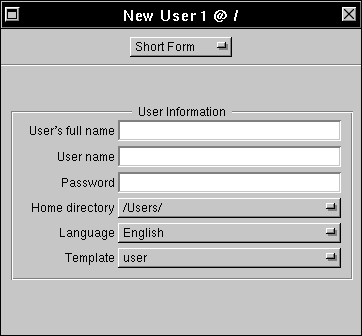 New User 1 @ /
Short Form
User Information
User's full name
User name
Password
Home directory /Users/
Language English
Template user